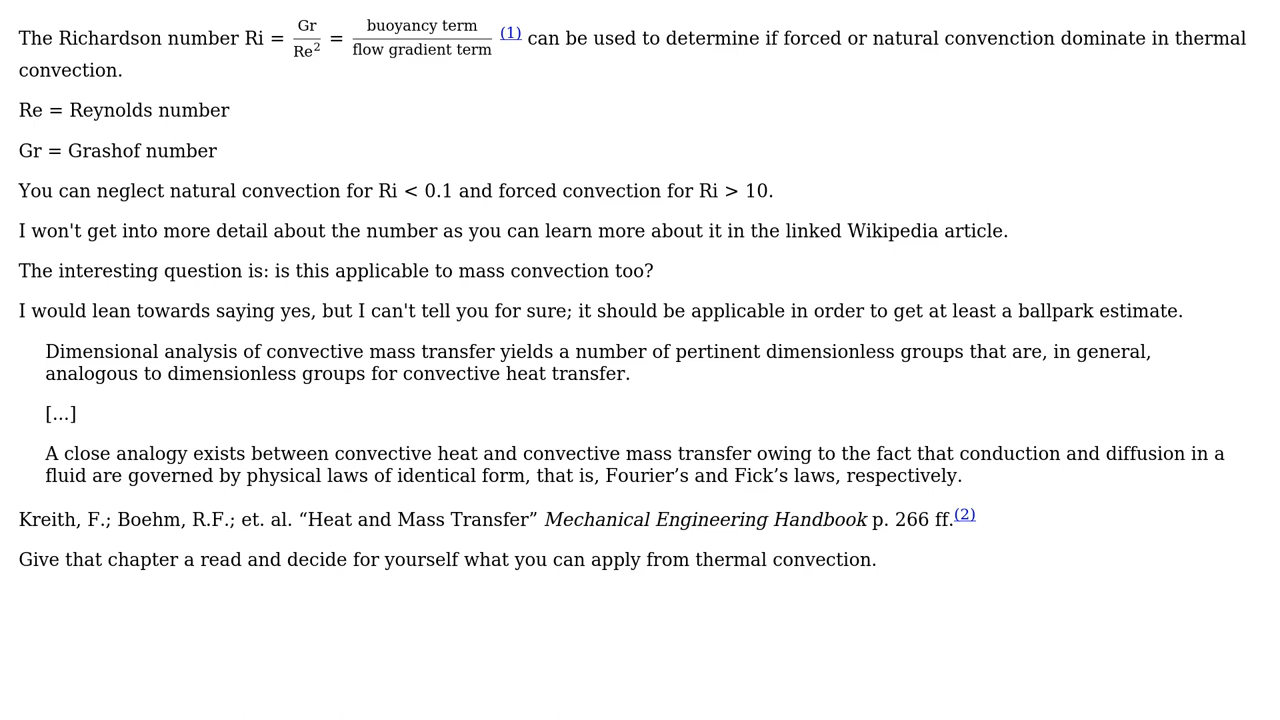 The Richardson number Ri = Gr/Re² = buoyancy term/flow gradient term (1) can be used to determine if forced or natural convenction dominate in thermal
convection.
Re = Reynolds number
Gr = Grashof number
You can neglect natural convection for Ri < 0.1 and forced convection for Ri > 10.
I won't get into more detail about the number as you can learn more about it in the linked Wikipedia article.
The interesting question is: is this applicable to mass convection too?
I would lean towards saying yes, but I can't tell you for sure; it should be applicable in order to get at least a ballpark estimate.
Dimensional analysis of convective mass transfer yields a number of pertinent dimensionless groups that are, in general,
analogous to dimensionless groups for convective heat transfer.
[...]
A close analogy exists between convective heat and convective mass transfer owing to the fact that conduction and diffusion in a
fluid are governed by physical laws of identical form, that is, Fourier’s and Fick’s laws, respectively.
Kreith, F.; Boehm, R.F.; et. al. “Heat and Mass Transfer” Mechanical Engineering Handbook p. 266 ff.(2)
Give that chapter a read and decide for yourself what you can apply from thermal convection.